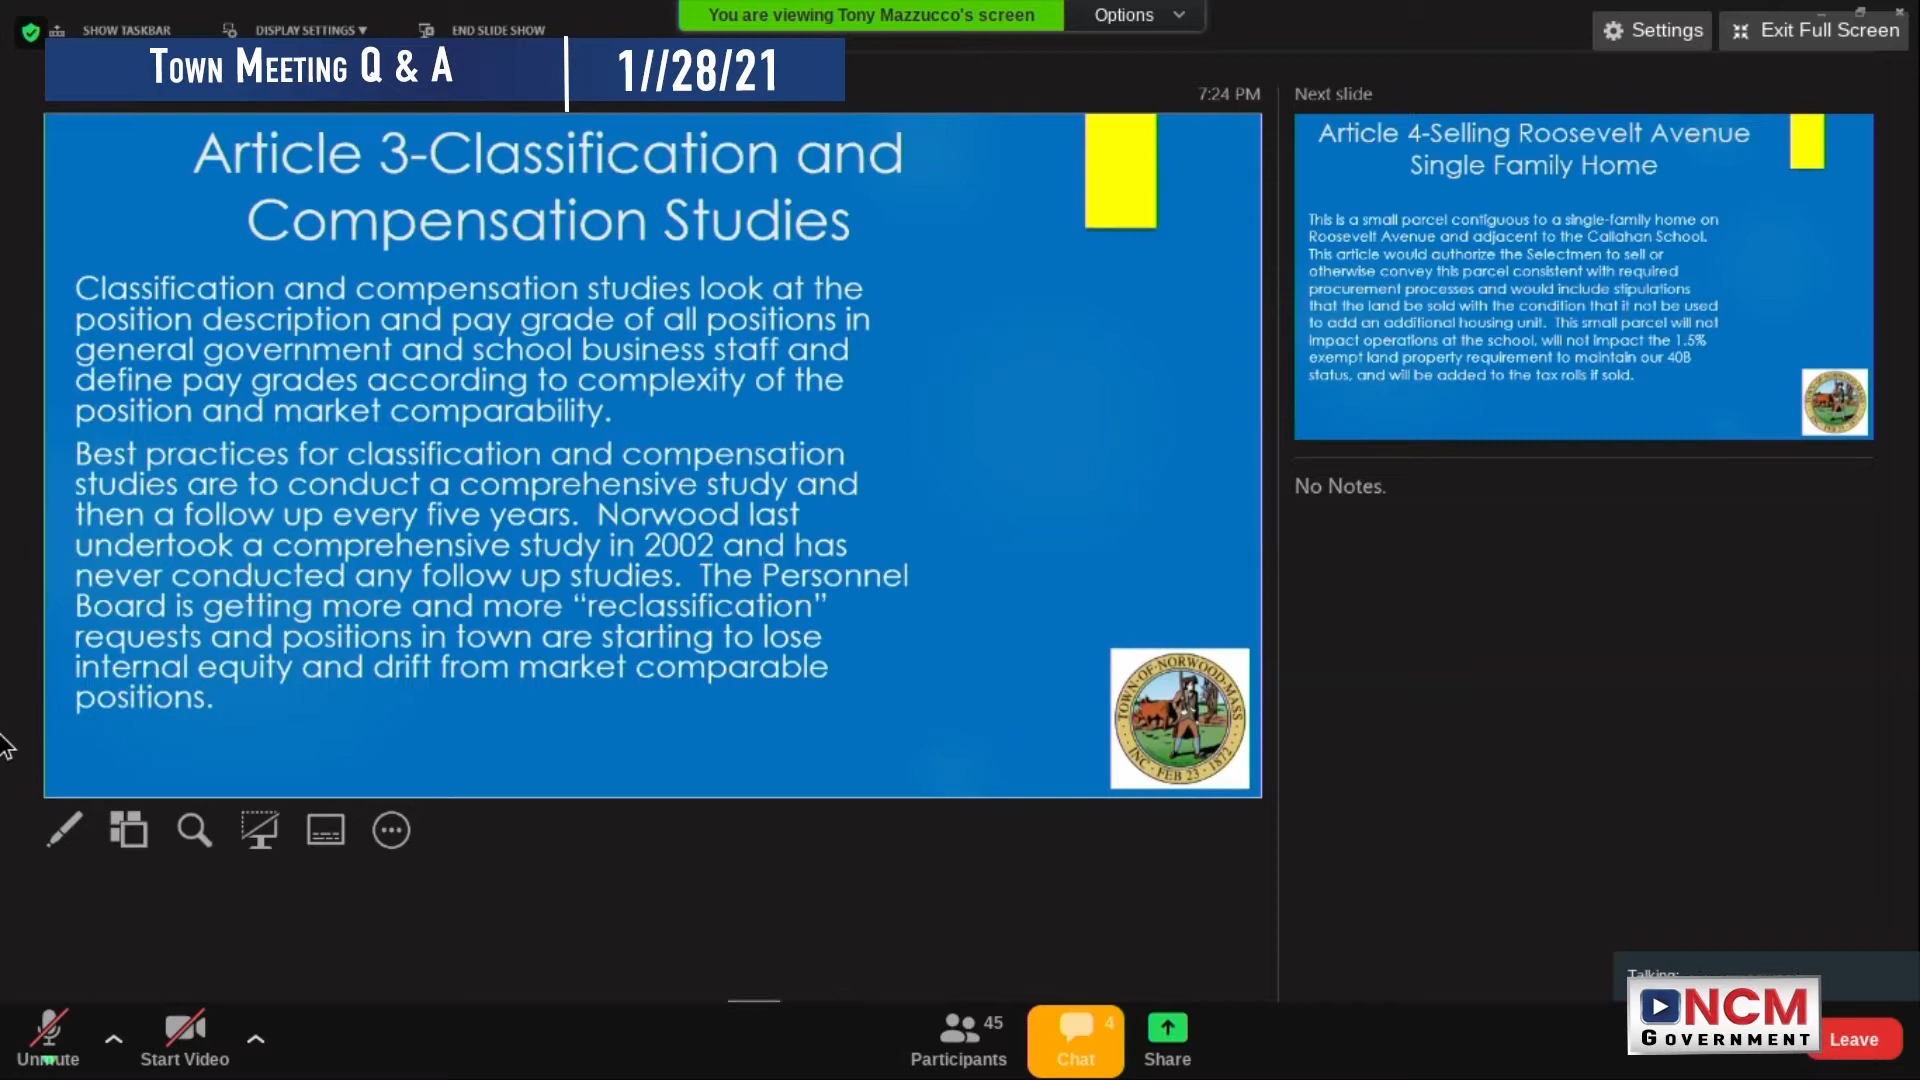 You are viewing Tony Mazzucco's screen
Options
SHOW TASKBAR
DISPLAY SETTINGS ▼
END SLIDE SHOW
Settings
Exit Full Screen
TOWN MEETING Q & A
1//28/21
7:24 PM
Next slide
Article 3-Classification and
Compensation Studies
Classification and compensation studies look at the
position description and pay grade of all positions in
general government and school business staff and
define pay grades according to complexity of the
position and market comparability.
Best practices for classification and compensation
studies are to conduct a comprehensive study and
then a follow up every five years. Norwood last
undertook a comprehensive study in 2002 and has
never conducted any follow up studies. The Personnel
Board is getting more and more “reclassification”
requests and positions in town are starting to lose
internal equity and drift from market comparable
positions.
TOWN·OF·NORWOOD·MASS
INC · FEB 23 · 1872
Article 4-Selling Roosevelt Avenue
Single Family Home
This is a small parcel contiguous to a single-family home on
Roosevelt Avenue and adjacent to the Callahan School.
This article would authorize the Selectmen to sell or
otherwise convey this parcel consistent with required
procurement processes and would include stipulations
that the land be sold with the condition that it not be used
to add an additional housing unit. This small parcel will not
impact operations at the school, will not impact the 1.5%
exempt land property requirement to maintain our 40B
status, and will be added to the tax rolls if sold.
No Notes.
Talking:
NCM
GOVERNMENT
Unmute
Start Video
45
Participants
4
Chat
Share
Leave